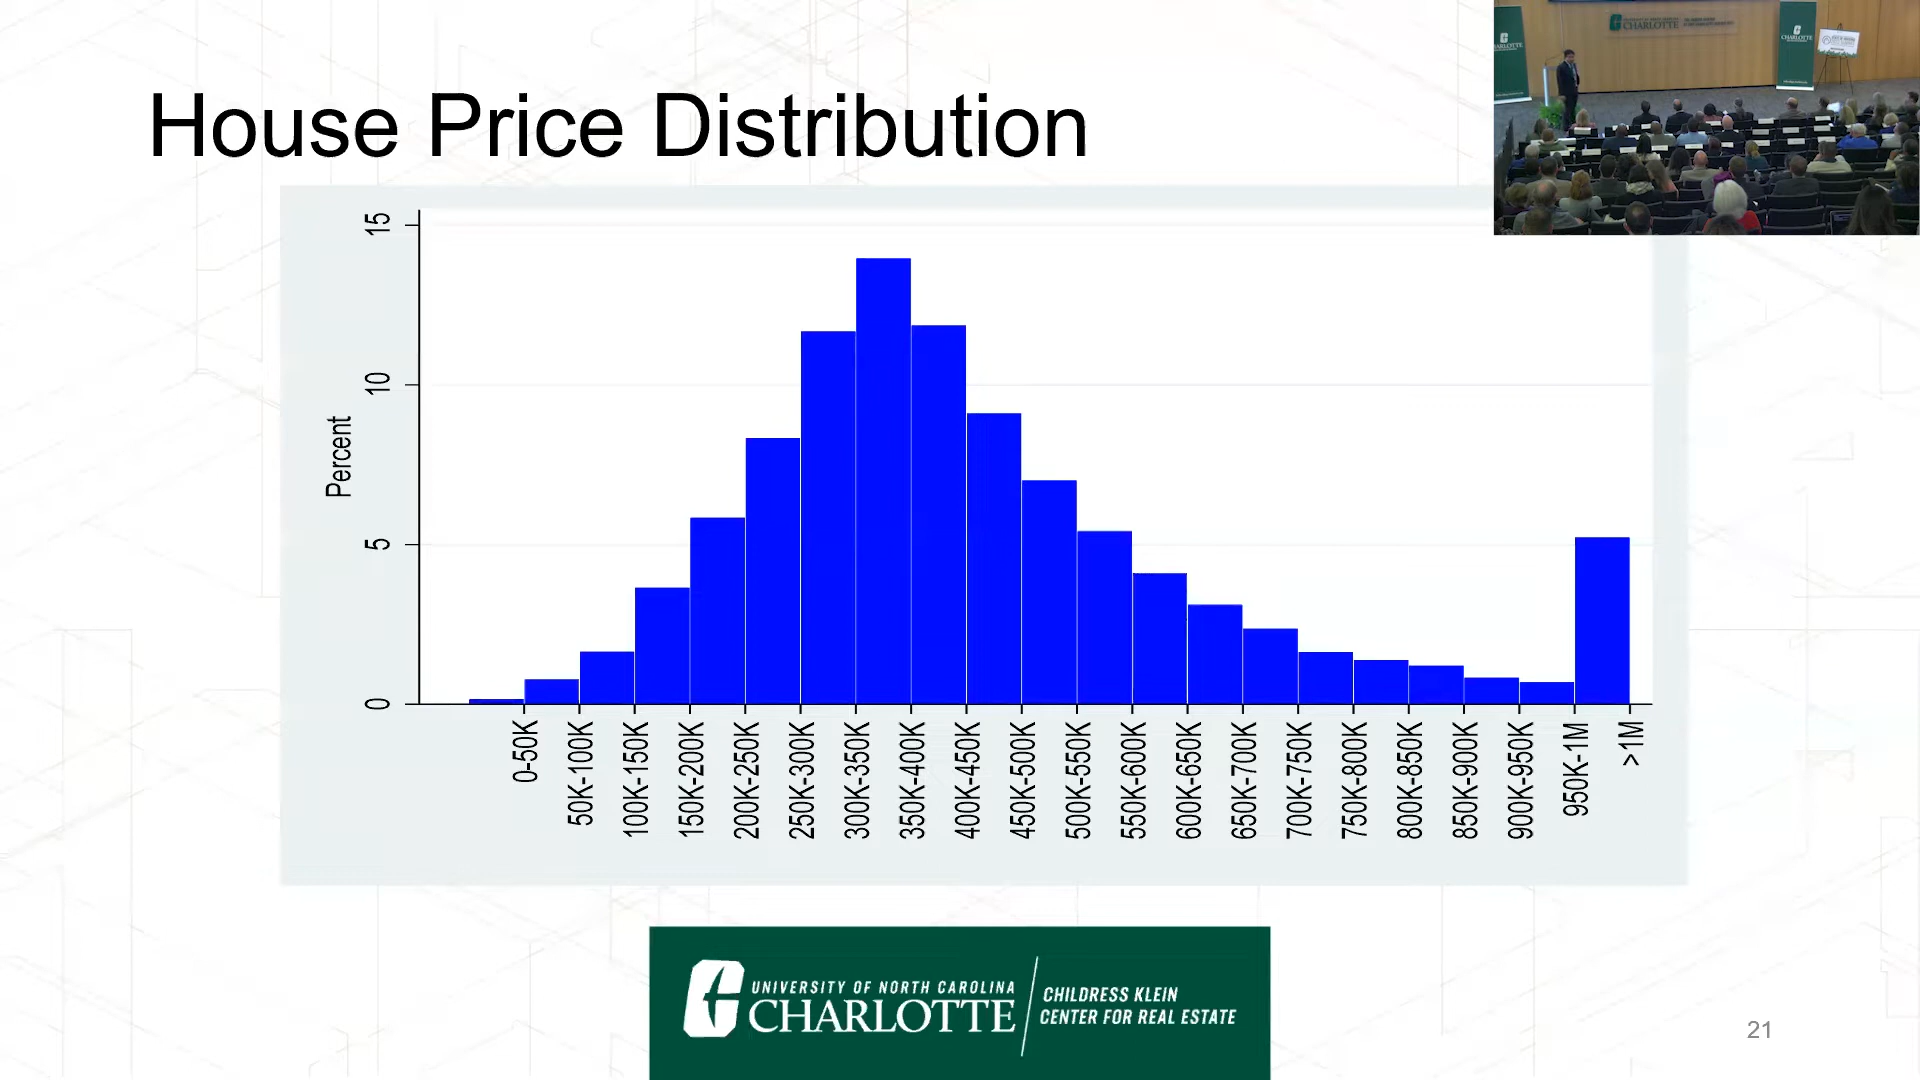 House Price Distribution
15
10
5
0
Percent
0-50K
50K-100K
100K-150K
150K-200K
200K-250K
250K-300K
300K-350K
350K-400K
400K-450K
450K-500K
500K-550K
550K-600K
600K-650K
650K-700K
700K-750K
750K-800K
800K-850K
850K-900K
900K-950K
950K-1M
>1M
UNIVERSITY OF NORTH CAROLINA
CHARLOTTE
CHILDRESS KLEIN
CENTER FOR REAL ESTATE
21
CHARLOTTE
CHARLOTTE